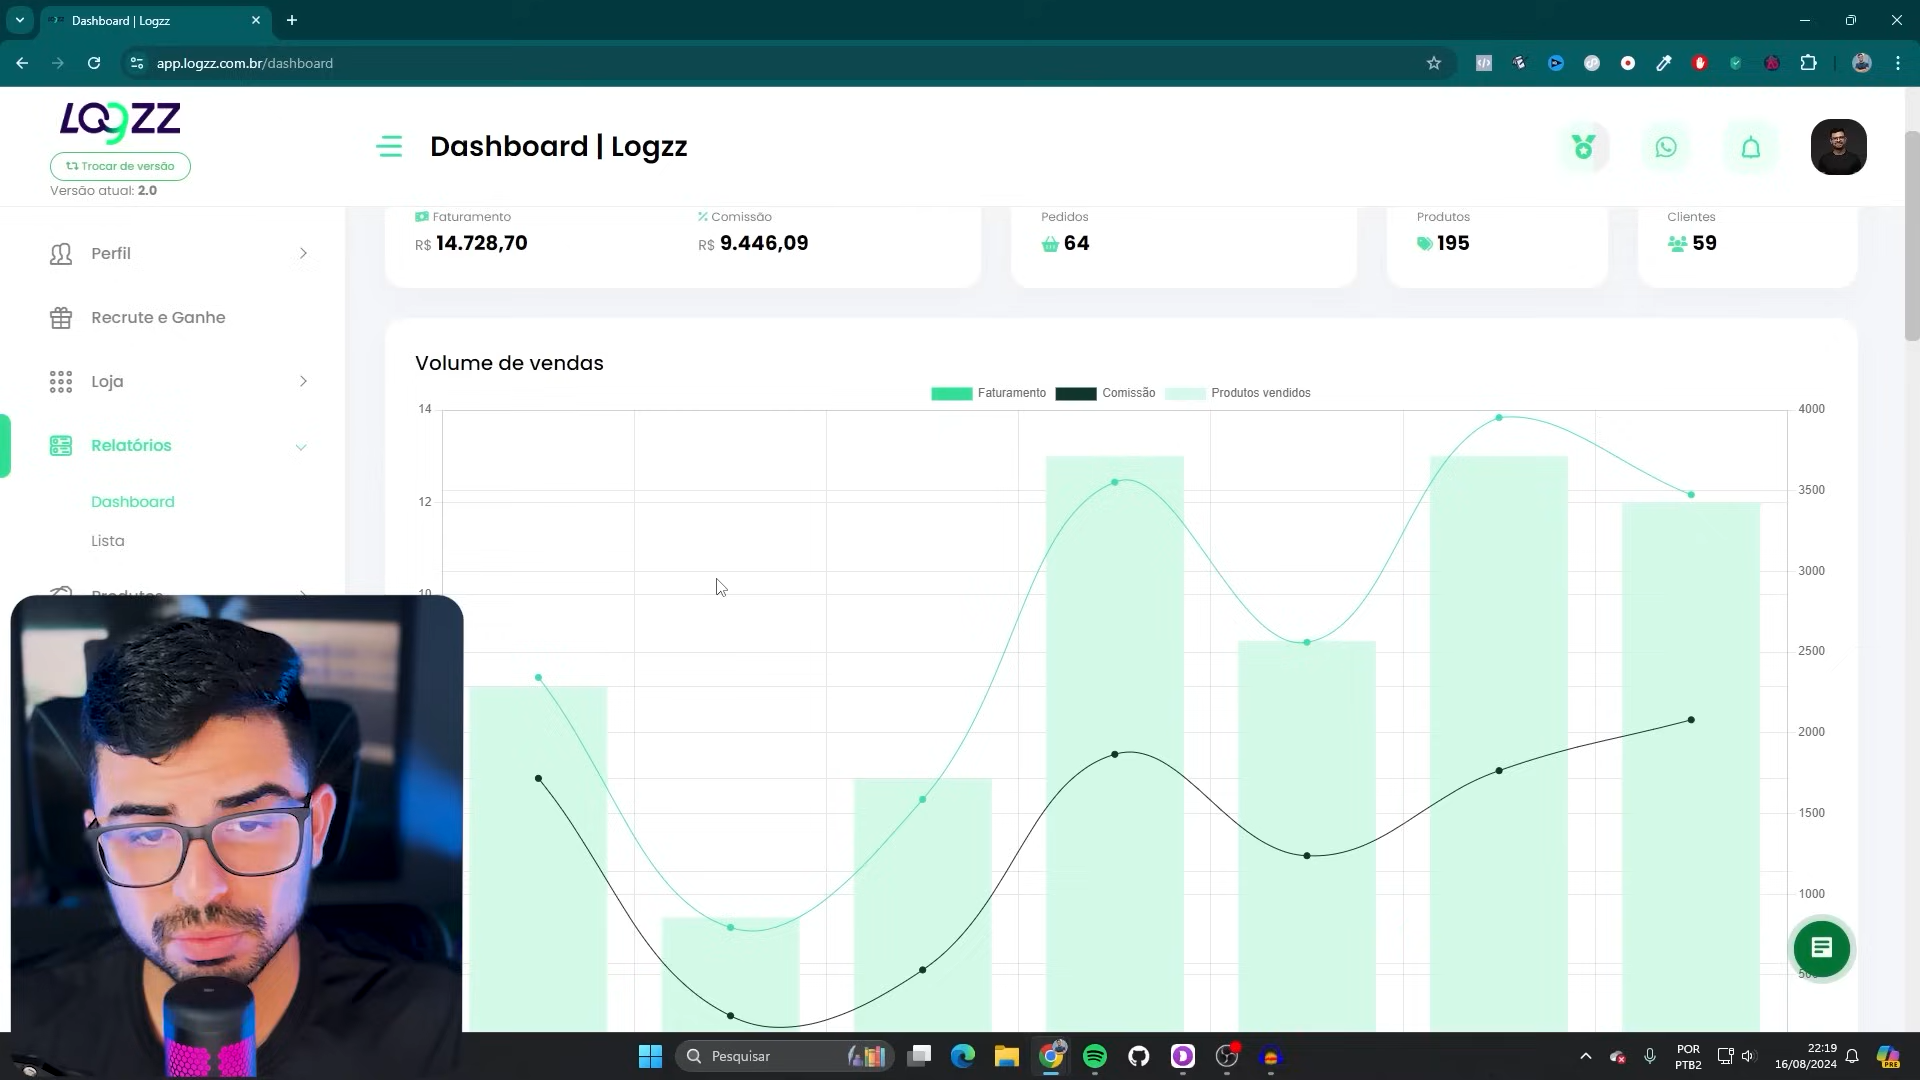 Dashboard | Logzz
app.logzz.com.br/dashboard
LOGZZ
Trocar de versão
Versão atual: 2.0
Dashboard | Logzz
Perfil
Recrute e Ganhe
Loja
Relatórios
Dashboard
Lista
Produtos
Faturamento
R$ 14.728,70
Comissão
R$ 9.446,09
Pedidos
64
Produtos
195
Clientes
59
Volume de vendas
Faturamento Comissão Produtos vendidos
14
12
10
4000
3500
3000
2500
2000
1500
1000
Pesquisar
POR
PTB2
22:19
16/08/2024
PRE